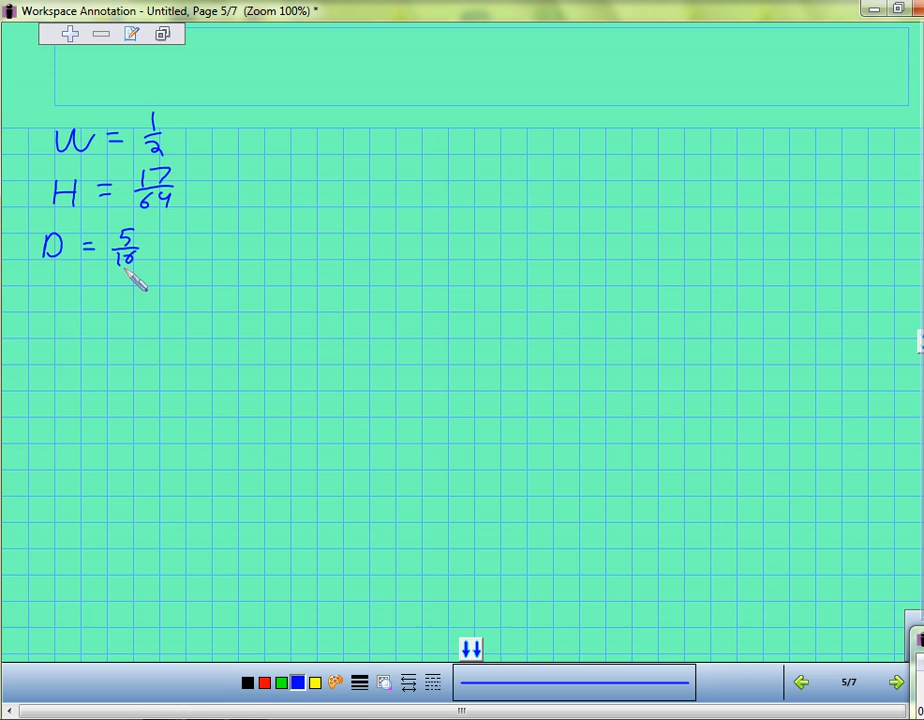 Workspace Annotation - Untitled, Page 5/7 (Zoom 100%) *
W = 1/2
H = 17/64
D = 5/16
5/7